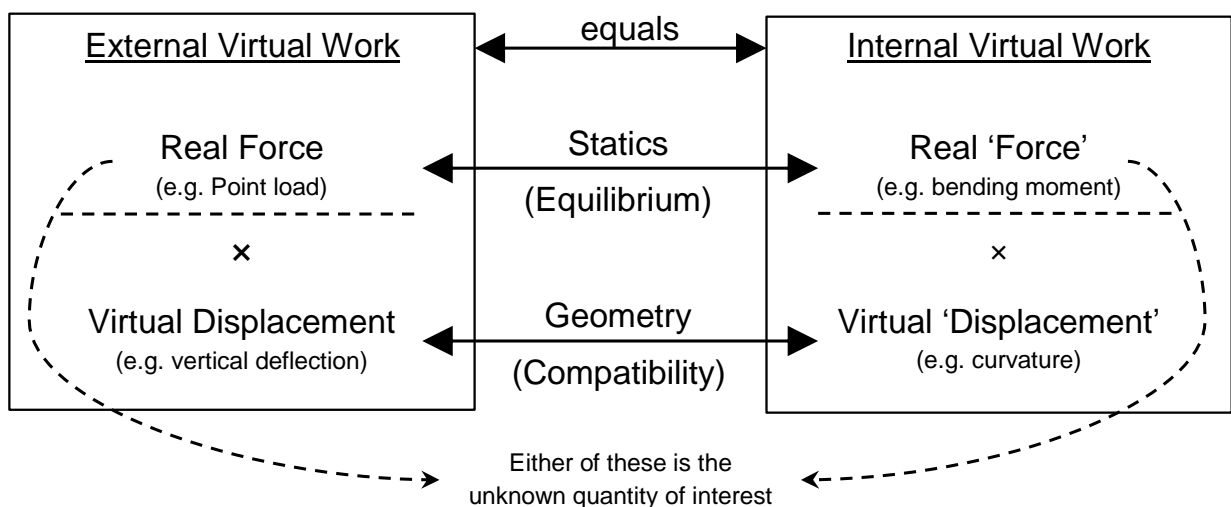 External Virtual Work
equals
Internal Virtual Work
Real Force
(e.g. Point load)
Statics
(Equilibrium)
Real ‘Force’
(e.g. bending moment)
×
×
Virtual Displacement
(e.g. vertical deflection)
Geometry
(Compatibility)
Virtual ‘Displacement’
(e.g. curvature)
Either of these is the
unknown quantity of interest